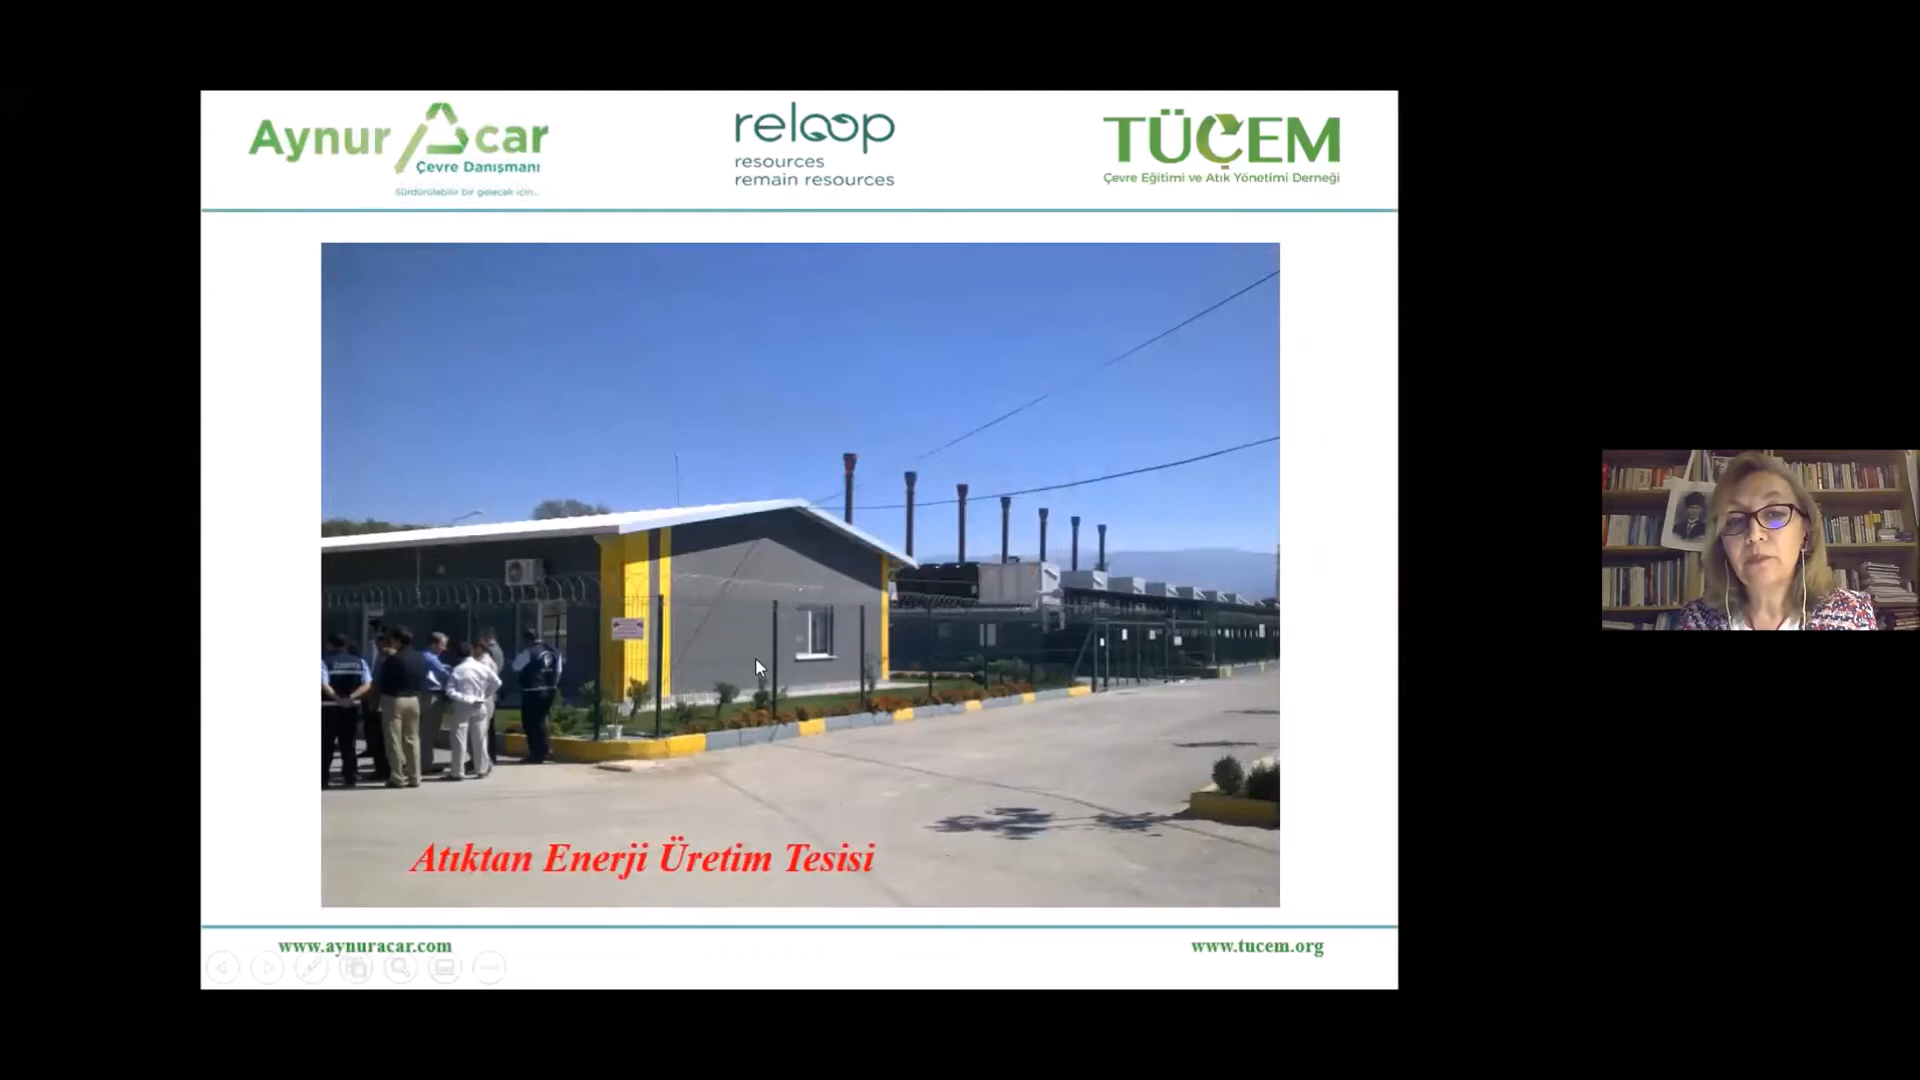 Aynur Acar
Çevre Danışmanı
Sürdürülebilir bir gelecek için...
reloop
resources
remain resources
TÜÇEM
Çevre Eğitimi ve Atık Yönetimi Derneği
Atıktan Enerji Üretim Tesisi
www.aynuracar.com
www.tucem.org